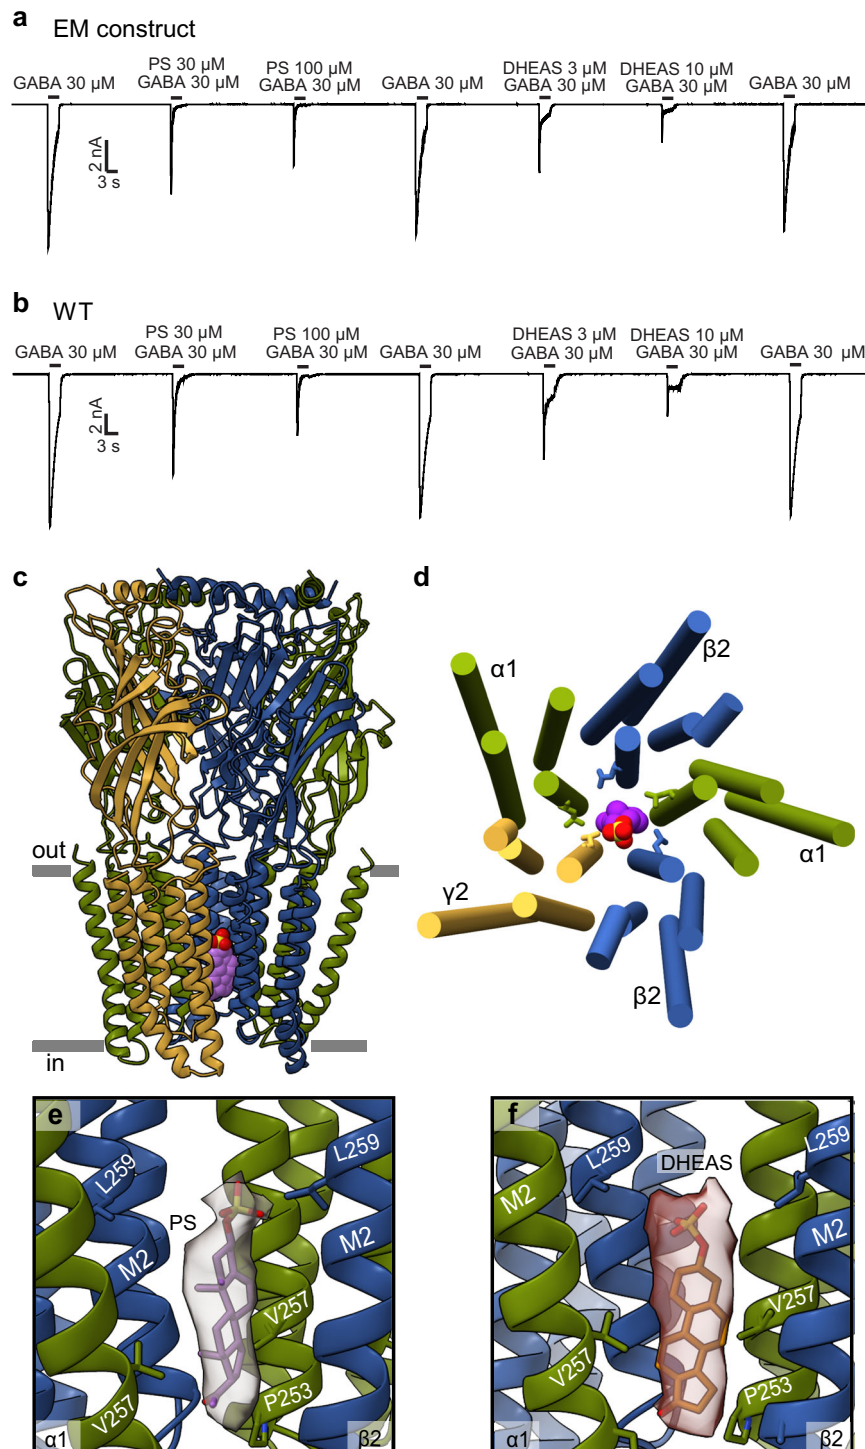 a
EM construct
GABA 30 μM
PS 30 μM
GABA 30 μM
PS 100 μM
GABA 30 μM
GABA 30 μM
DHEAS 3 μM
GABA 30 μM
DHEAS 10 μM
GABA 30 μM
GABA 30 μM
2 nA
3 s
b
WT
GABA 30 μM
PS 30 μM
GABA 30 μM
PS 100 μM
GABA 30 μM
GABA 30 μM
DHEAS 3 μM
GABA 30 μM
DHEAS 10 μM
GABA 30 μM
GABA 30 μM
2 nA
3 s
c
out
in
d
α1
β2
α1
γ2
β2
e
L259
L259
PS
M2
M2
V257
V257
P253
α1
β2
f
L259
DHEAS
L259
M2
M2
V257
V257
P253
α1
β2